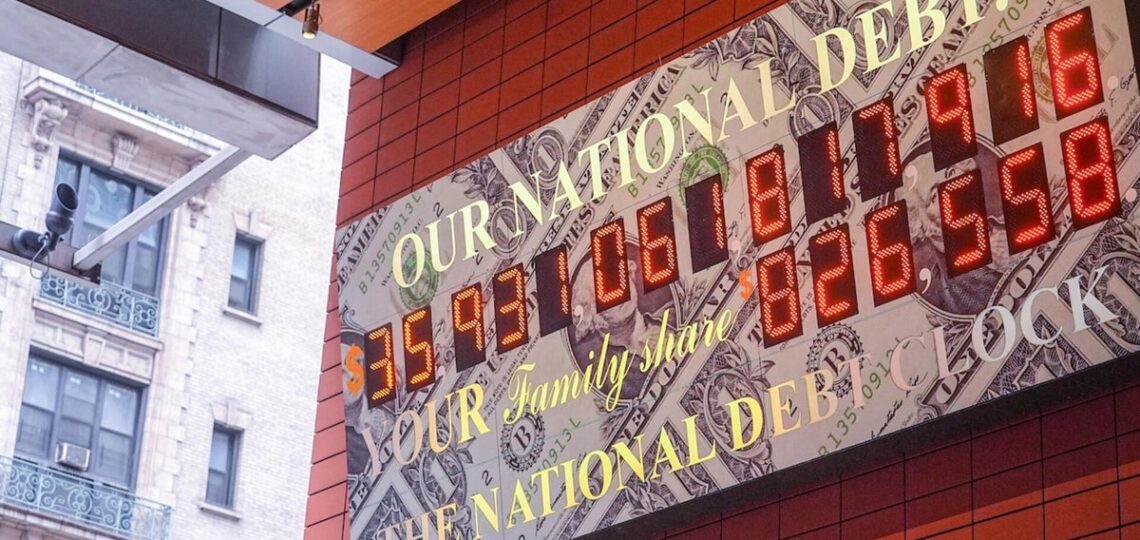 OUR NATIONAL DEBT:
$35,931,061,817,916
YOUR Family share $826,558
THE NATIONAL DEBT CLOCK